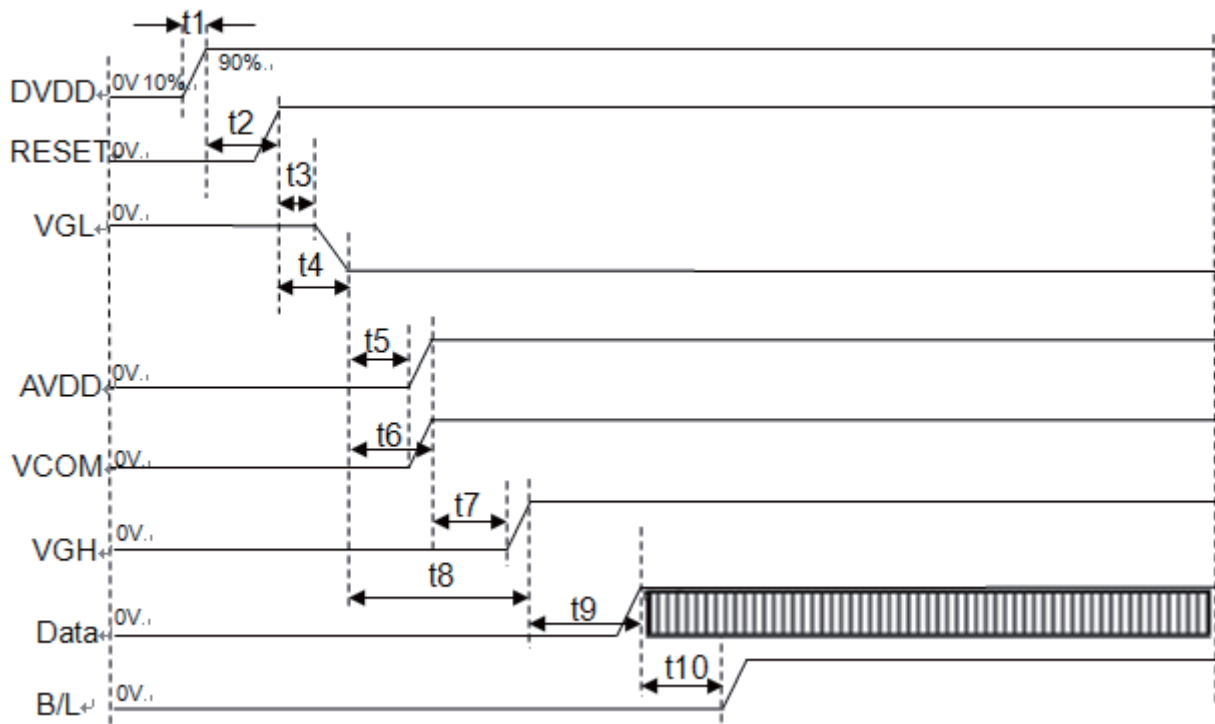 t1
DVDD↵ 0V 10%.. 90%..
t2
RESET↵ 0V..
t3
VGL↵ 0V..
t4
t5
AVDD↵ 0V..
t6
VCOM↵ 0V..
t7
VGH↵ 0V..
t8
t9
Data↵ 0V..
t10
B/L↵ 0V..